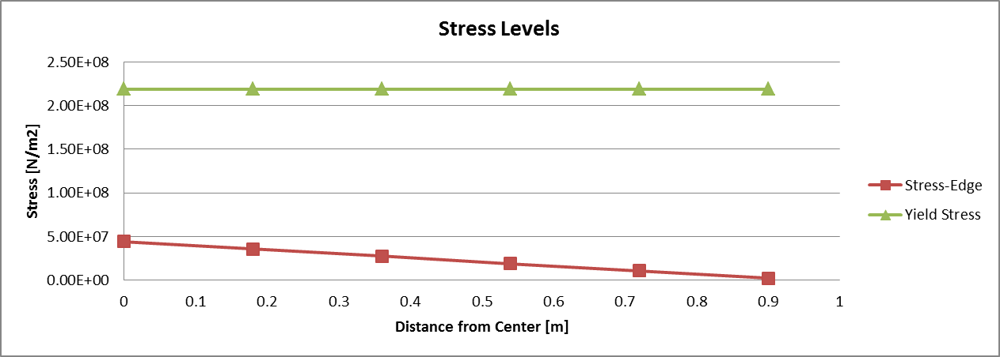 Stress Levels
2.50E+08
2.00E+08
1.50E+08
1.00E+08
5.00E+07
0.00E+00
Stress [N/m2]
0 0.1 0.2 0.3 0.4 0.5 0.6 0.7 0.8 0.9 1
Distance from Center [m]
Stress-Edge
Yield Stress